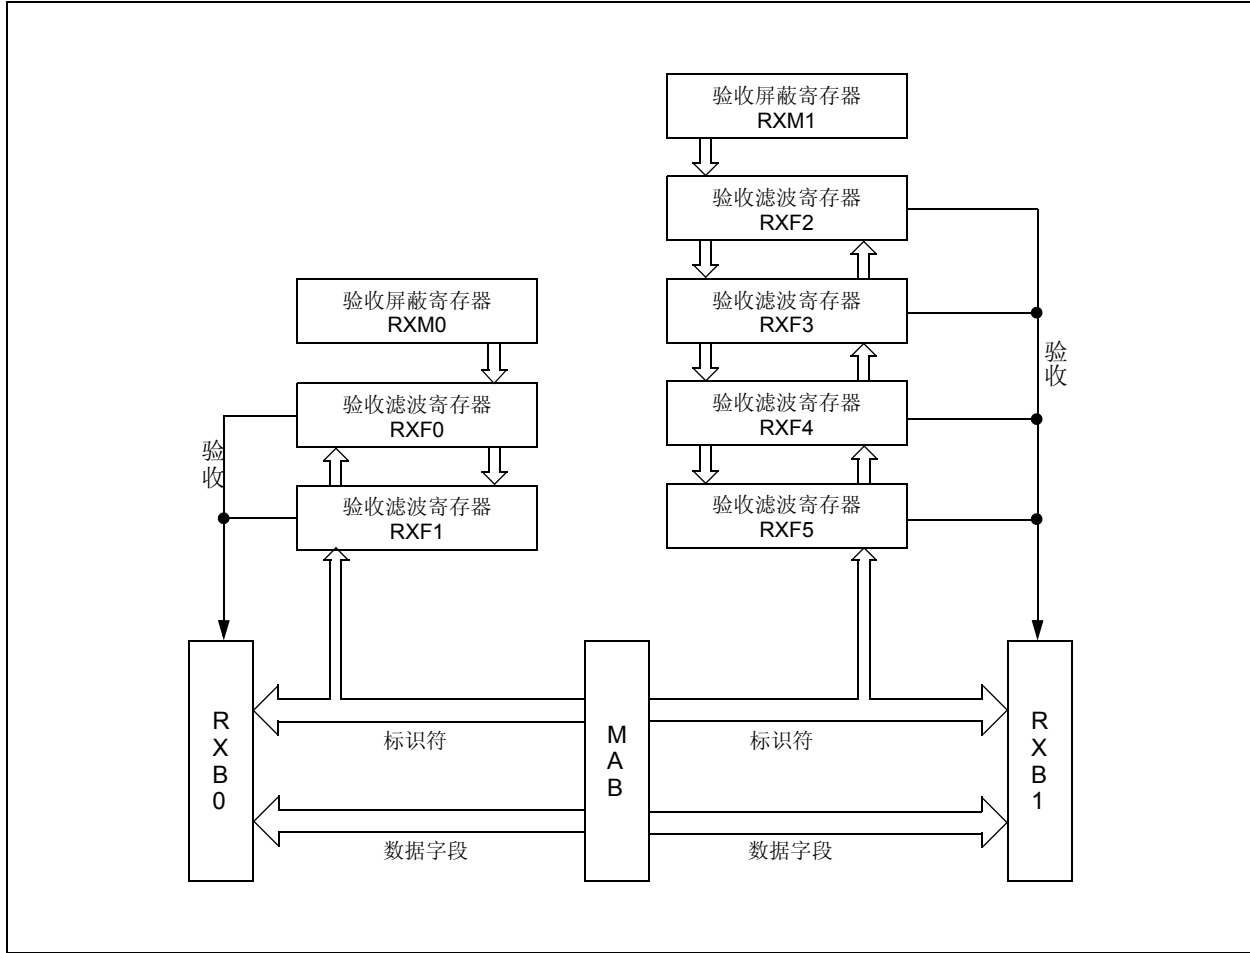 验收屏蔽寄存器
RXM1
验收滤波寄存器
RXF2
验收滤波寄存器
RXF3
验收滤波寄存器
RXF4
验收滤波寄存器
RXF5
验收
验收屏蔽寄存器
RXM0
验收滤波寄存器
RXF0
验收滤波寄存器
RXF1
验收
RXB0
标识符
数据字段
MAB
标识符
数据字段
RXB1